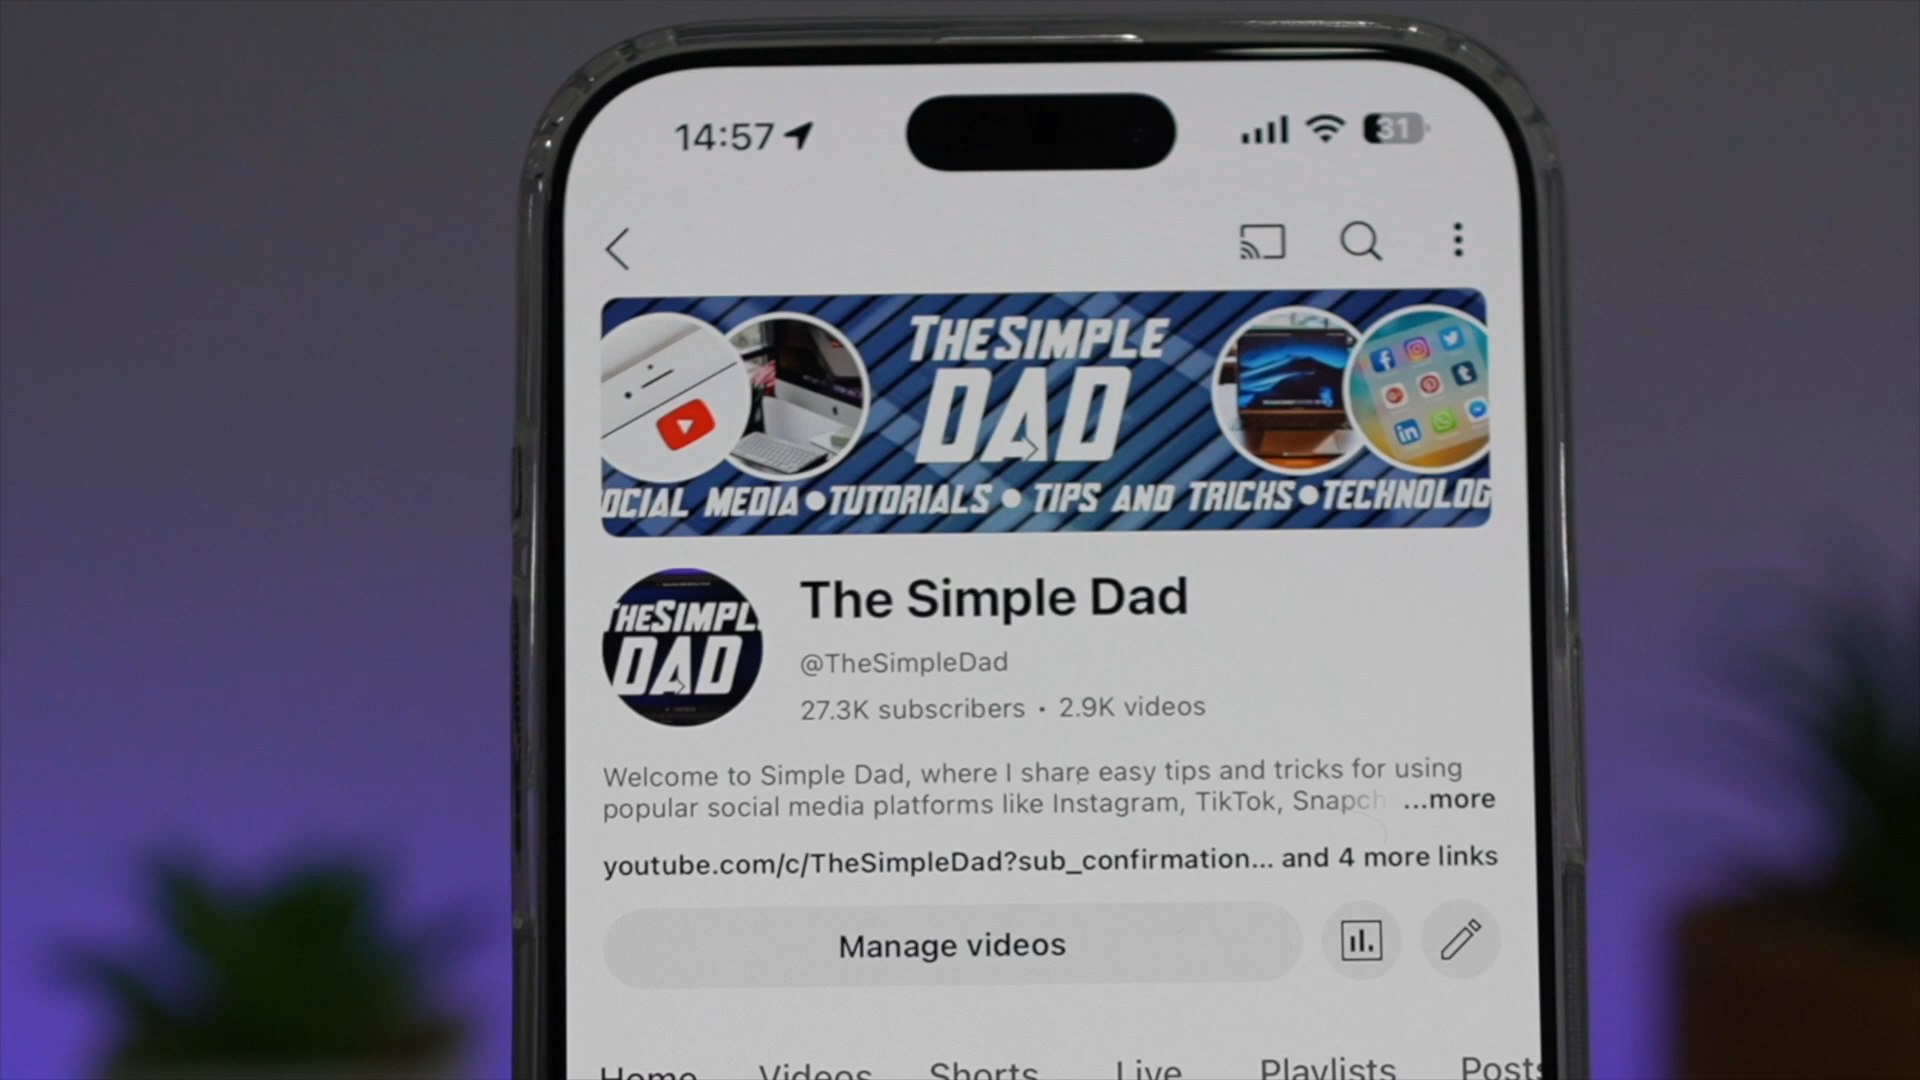 14:57
31
THESIMPLE
DAD
OCIAL MEDIA●TUTORIALS ● TIPS AND TRICKS●TECHNOLOG
THESIMPL
DAD
The Simple Dad
@TheSimpleDad
27.3K subscribers • 2.9K videos
Welcome to Simple Dad, where I share easy tips and tricks for using
popular social media platforms like Instagram, TikTok, Snapch ...more
youtube.com/c/TheSimpleDad?sub_confirmation... and 4 more links
Manage videos
Home Videos Shorts Live Playlists Posts